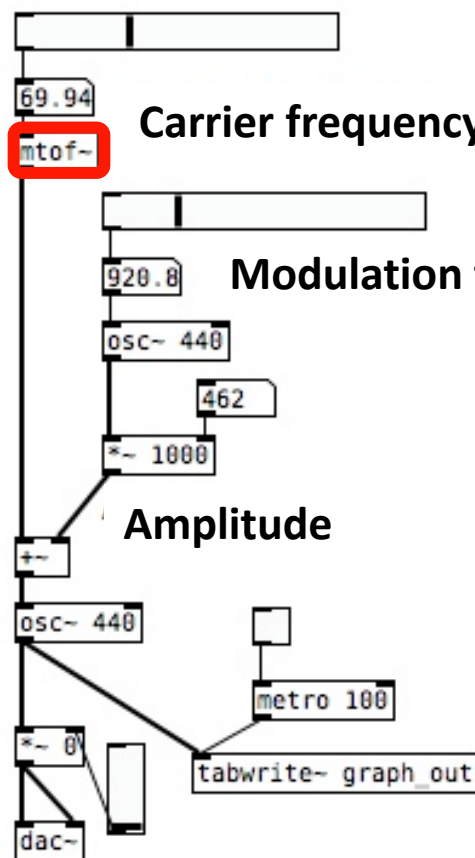 69.94
Carrier frequency
mtof~
920.8
Modulation
osc~ 440
462
*~ 1000
Amplitude
+~
osc~ 440
metro 100
*~ 0
tabwrite~ graph_out
dac~